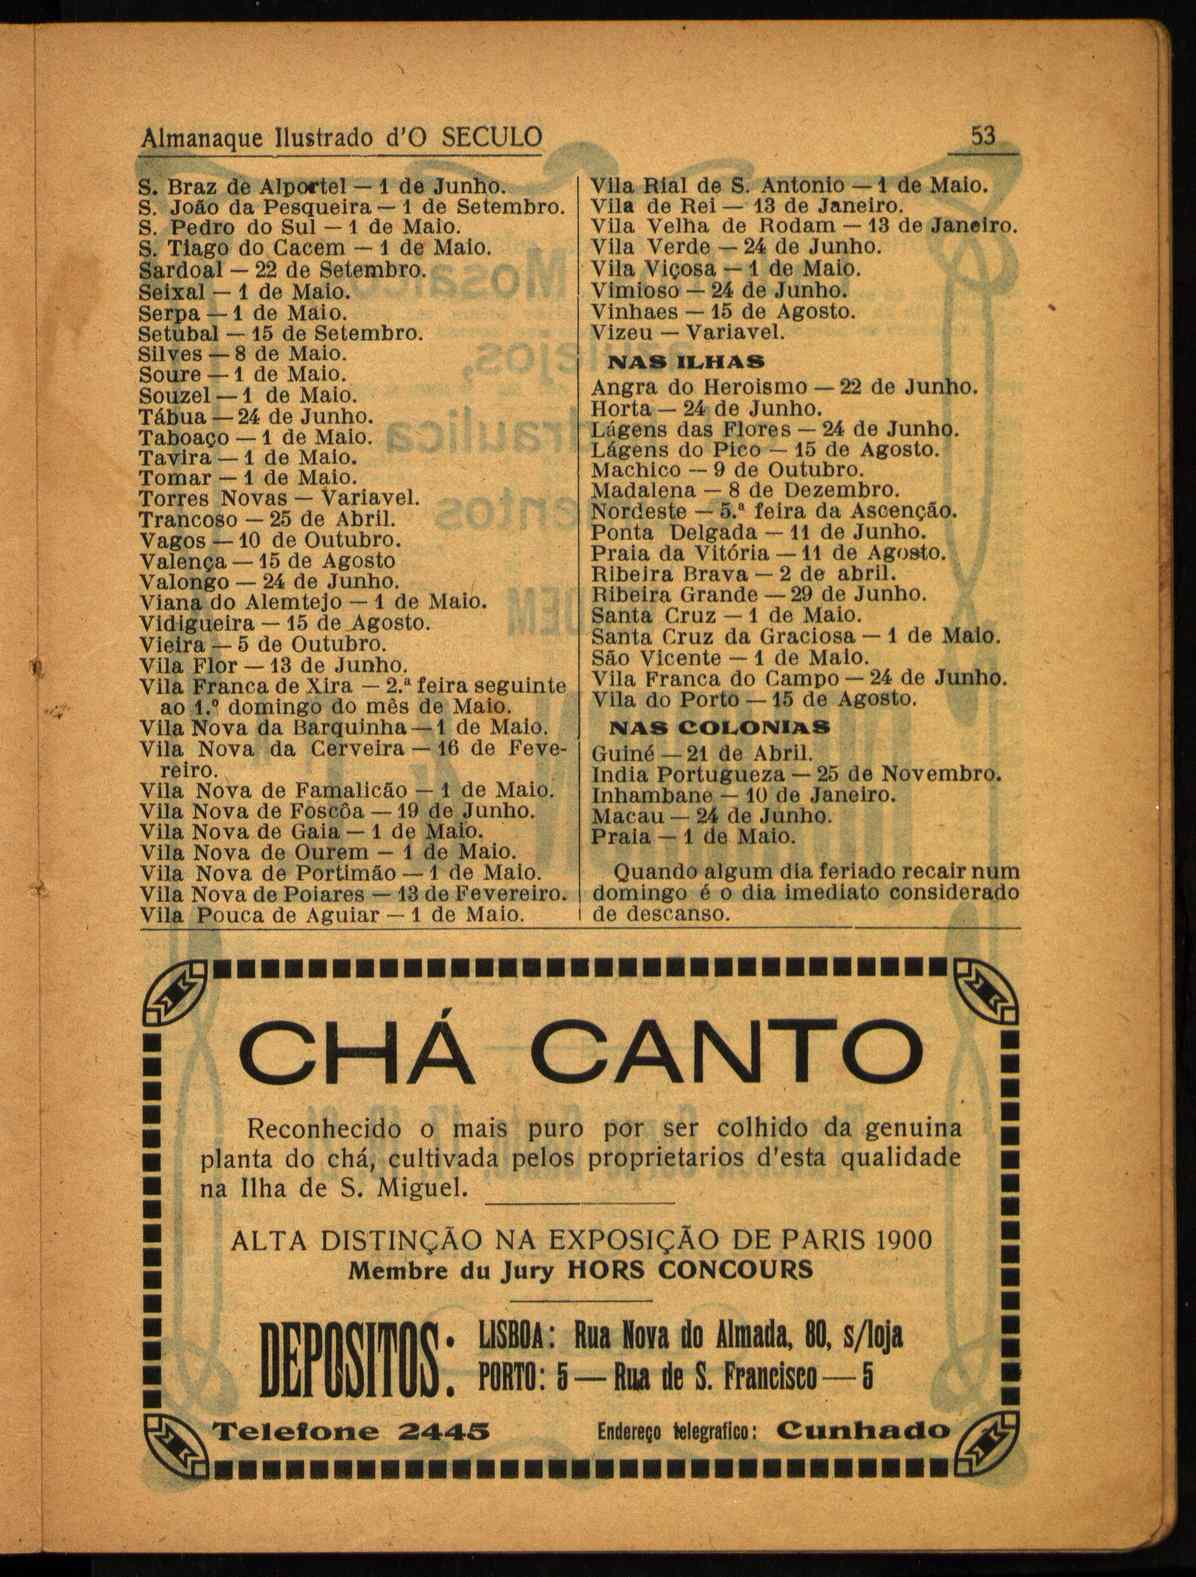 Almanaque Ilustrado d'O SECULO
53
S. Braz de Alportel — 1 de Junho.
S. João da Pesqueira — 1 de Setembro.
S. Pedro do Sul — 1 de Maio.
S. Tiago do Cacem — 1 de Maio.
Sardoal — 22 de Setembro.
Seixal — 1 de Maio.
Serpa — 1 de Maio.
Setubal — 15 de Setembro.
Silves — 8 de Maio.
Soure — 1 de Maio.
Souzel — 1 de Maio.
Tábua — 24 de Junho.
Taboaço — 1 de Maio.
Tavira — 1 de Maio.
Tomar — 1 de Maio.
Torres Novas — Variavel.
Trancoso — 25 de Abril.
Vagos — 10 de Outubro.
Valença — 15 de Agosto
Valongo — 24 de Junho.
Viana do Alemtejo — 1 de Maio.
Vidigueira — 15 de Agosto.
Vieira — 5 de Outubro.
Vila Flor — 13 de Junho.
Vila Franca de Xira — 2.ª feira seguinte
ao 1.º domingo do mês de Maio.
Vila Nova da Barquinha — 1 de Maio.
Vila Nova da Cerveira — 16 de Feve-
reiro.
Vila Nova de Famalicão — 1 de Maio.
Vila Nova de Foscôa — 19 de Junho.
Vila Nova de Gaia — 1 de Maio.
Vila Nova de Ourem — 1 de Maio.
Vila Nova de Portimão — 1 de Maio.
Vila Nova de Poiares — 13 de Fevereiro.
Vila Pouca de Aguiar — 1 de Maio.
Vila Rial de S. Antonio — 1 de Maio.
Vila de Rei — 13 de Janeiro.
Vila Velha de Rodam — 13 de Janeiro.
Vila Verde — 24 de Junho.
Vila Viçosa — 1 de Maio.
Vimioso — 24 de Junho.
Vinhaes — 15 de Agosto.
Vizeu — Variavel.
NAS ILHAS
Angra do Heroismo — 22 de Junho.
Horta — 24 de Junho.
Lágens das Flores — 24 de Junho.
Lágens do Pico — 15 de Agosto.
Machico — 9 de Outubro.
Madalena — 8 de Dezembro.
Nordeste — 5.ª feira da Ascenção.
Ponta Delgada — 11 de Junho.
Praia da Vitória — 11 de Agosto.
Ribeira Brava — 2 de abril.
Ribeira Grande — 29 de Junho.
Santa Cruz — 1 de Maio.
Santa Cruz da Graciosa — 1 de Maio.
São Vicente — 1 de Maio.
Vila Franca do Campo — 24 de Junho.
Vila do Porto — 15 de Agosto.
NAS COLONIAS
Guiné — 21 de Abril.
India Portugueza — 25 de Novembro.
Inhambane — 10 de Janeiro.
Macau — 24 de Junho.
Praia — 1 de Maio.
Quando algum dia feriado recair num
domingo é o dia imediato considerado
de descanso.
CHÁ CANTO
Reconhecido o mais puro por ser colhido da genuina
planta do chá, cultivada pelos proprietarios d'esta qualidade
na Ilha de S. Miguel.
ALTA DISTINÇÃO NA EXPOSIÇÃO DE PARIS 1900
Membre du Jury HORS CONCOURS
DEPOSITOS: LISBOA: Rua Nova do Almada, 80, s/loja
PORTO: 5 — Rua de S. Francisco — 5
Telefone 2445 Endereço telegrafico: Cunhado